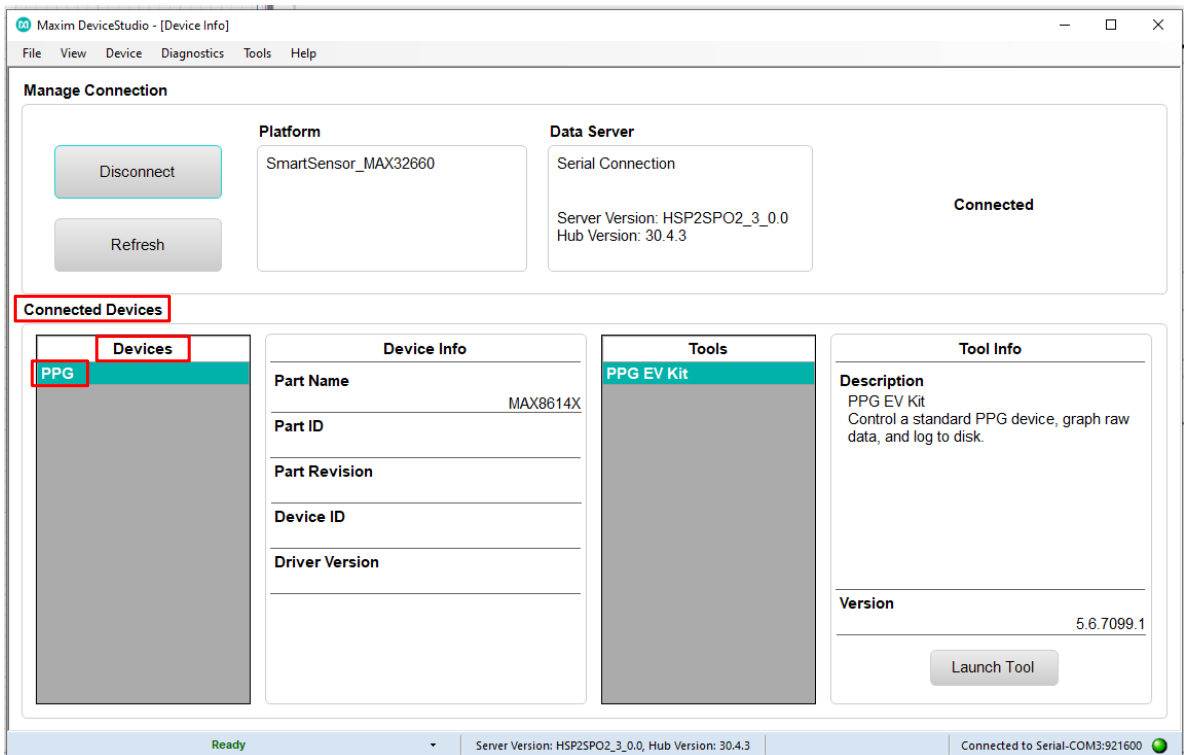 Maxim DeviceStudio - [Device Info]
File View Device Diagnostics Tools Help
Manage Connection
Disconnect
Refresh
Platform
SmartSensor_MAX32660
Data Server
Serial Connection
Server Version: HSP2SPO2_3_0.0
Hub Version: 30.4.3
Connected
Connected Devices
Devices
PPG
Device Info
Part Name
MAX8614X
Part ID
Part Revision
Device ID
Driver Version
Tools
PPG EV Kit
Tool Info
Description
PPG EV Kit
Control a standard PPG device, graph raw
data, and log to disk.
Version
5.6.7099.1
Launch Tool
Ready
Server Version: HSP2SPO2_3_0.0, Hub Version: 30.4.3
Connected to Serial-COM3:921600